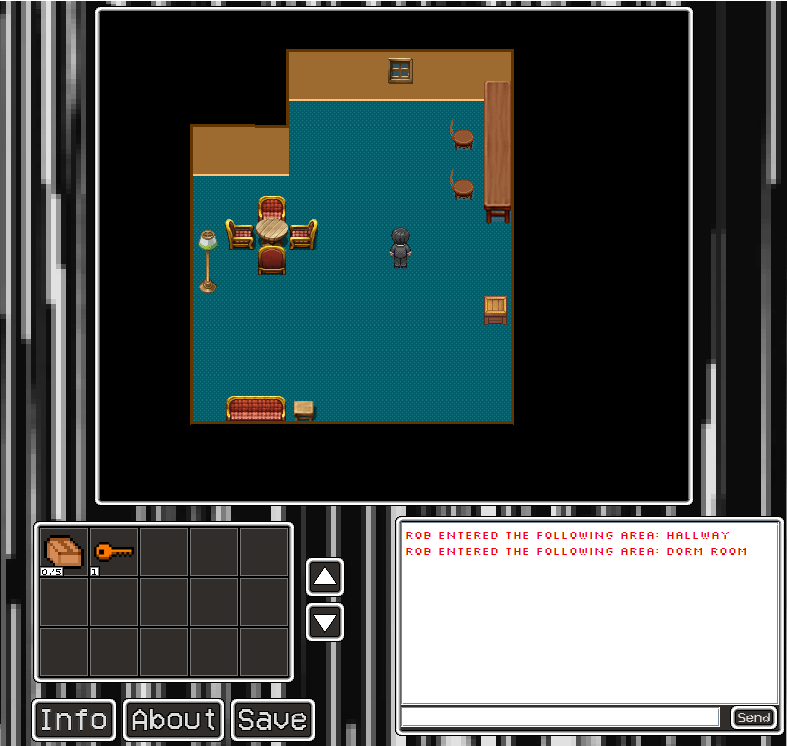 ROB ENTERED THE FOLLOWING AREA: HALLWAY
ROB ENTERED THE FOLLOWING AREA: DORM ROOM
0/5 1
Info About Save
Send